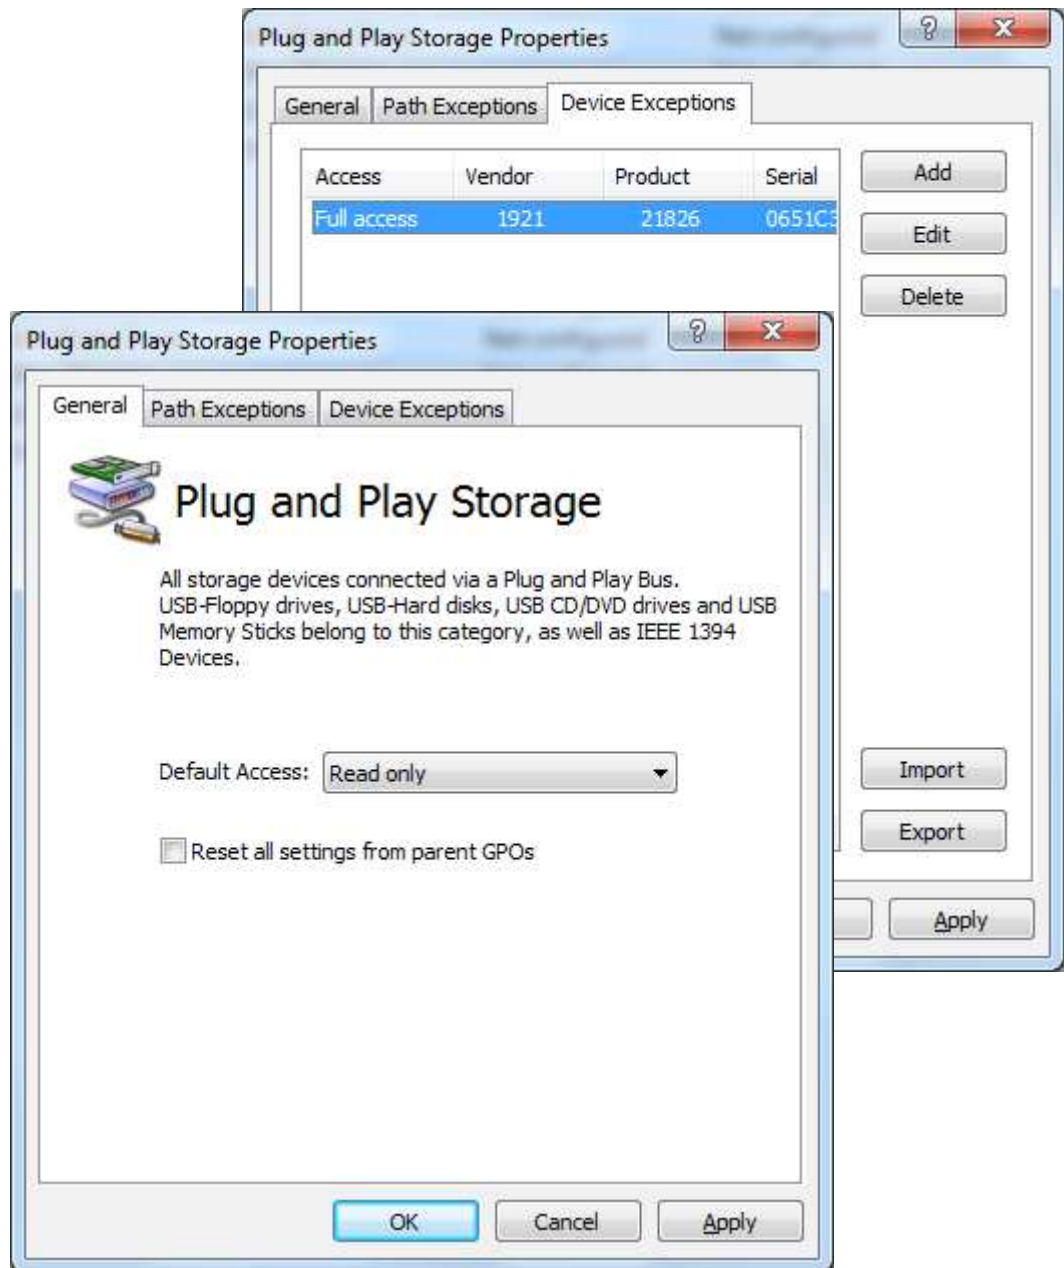 Plug and Play Storage Properties
General Path Exceptions Device Exceptions
Access Vendor Product Serial
Full access 1921 21826 0651C3
Add
Edit
Delete
Import
Export
Apply
Plug and Play Storage Properties
General Path Exceptions Device Exceptions
Plug and Play Storage
All storage devices connected via a Plug and Play Bus.
USB-Floppy drives, USB-Hard disks, USB CD/DVD drives and USB
Memory Sticks belong to this category, as well as IEEE 1394
Devices.
Default Access: Read only
Reset all settings from parent GPOs
OK Cancel Apply